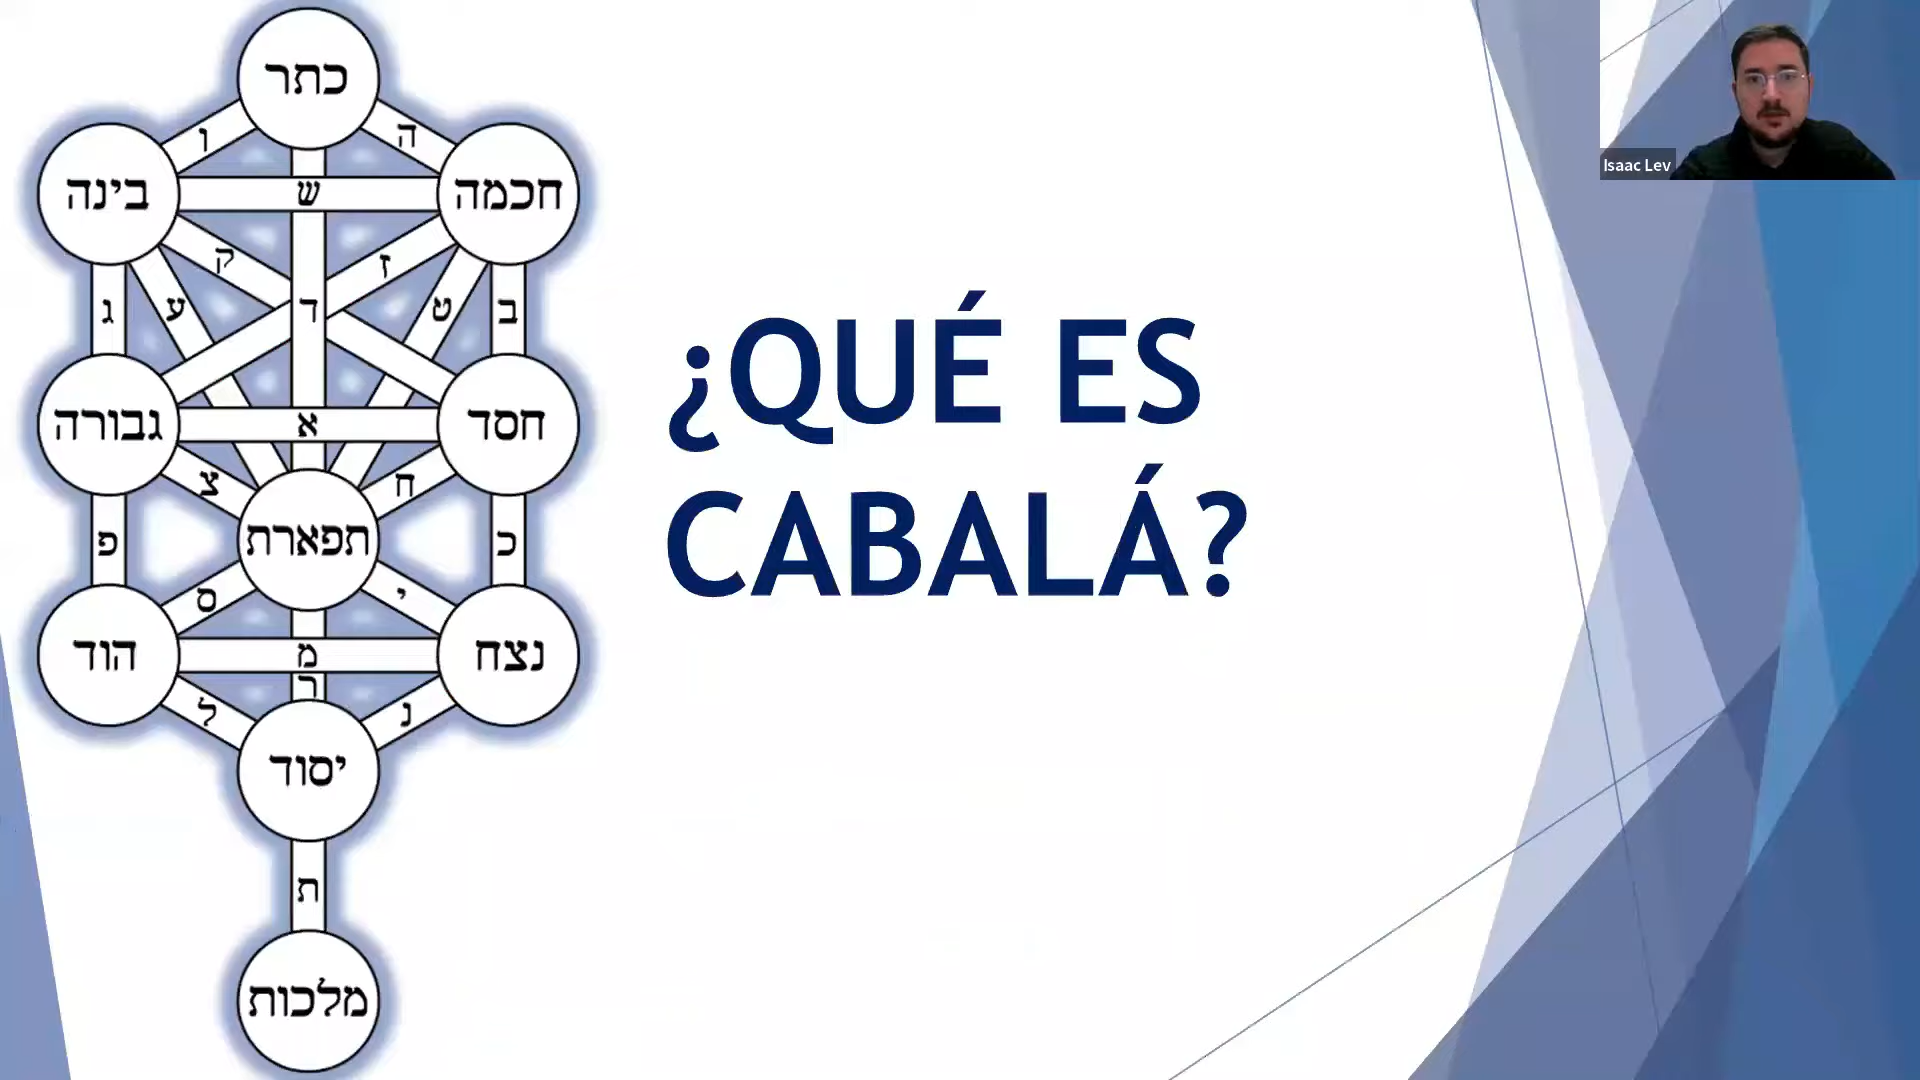 כתר
ו
ה
בינה
ש
חכמה
ק
ז
ג
ע
ד
ט
ב
גבורה
א
חסד
צ
ח
פ
תפארת
כ
ס
י
הוד
מ
נצח
ר
ל
נ
יסוד
ת
מלכות
¿QUÉ ES
CABALÁ?
Isaac Lev